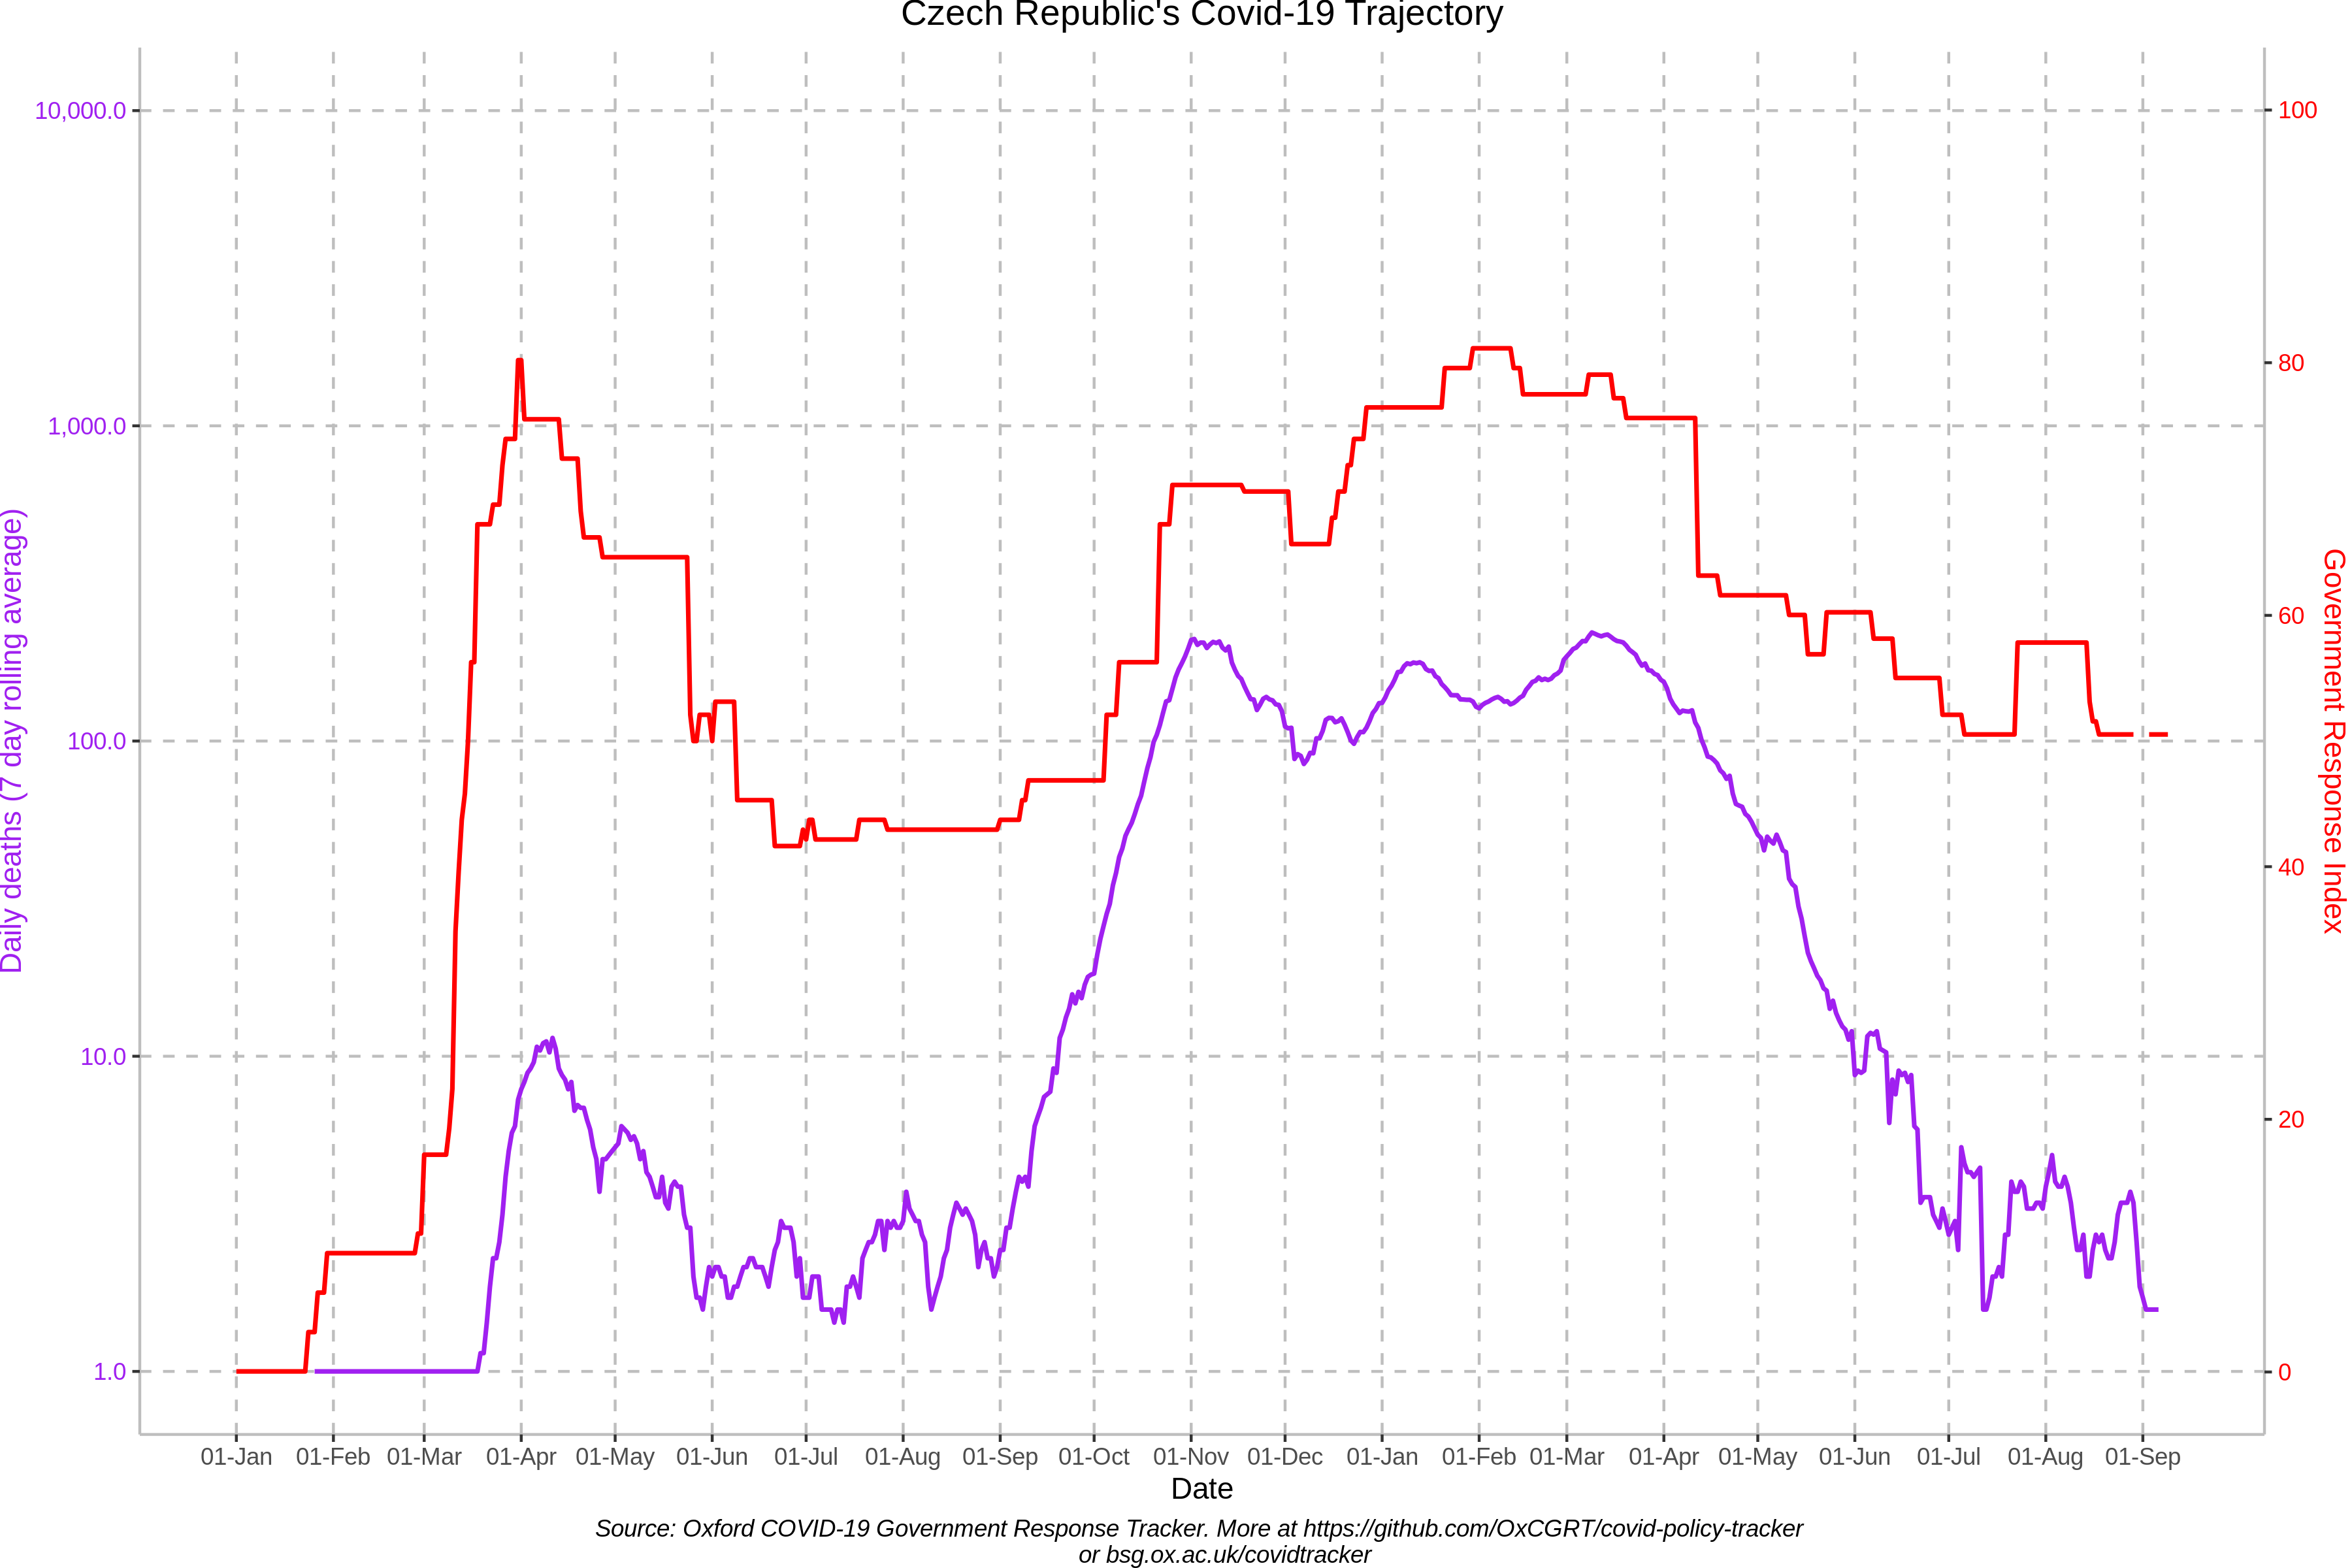 Czech Republic's Covid-19 Trajectory
10,000.0
1,000.0
100.0
10.0
1.0
Daily deaths (7 day rolling average)
100
80
60
40
20
0
Government Response Index
01-Jan 01-Feb 01-Mar 01-Apr 01-May 01-Jun 01-Jul 01-Aug 01-Sep 01-Oct 01-Nov 01-Dec 01-Jan 01-Feb 01-Mar 01-Apr 01-May 01-Jun 01-Jul 01-Aug 01-Sep
Date
Source: Oxford COVID-19 Government Response Tracker. More at https://github.com/OxCGRT/covid-policy-tracker
or bsg.ox.ac.uk/covidtracker